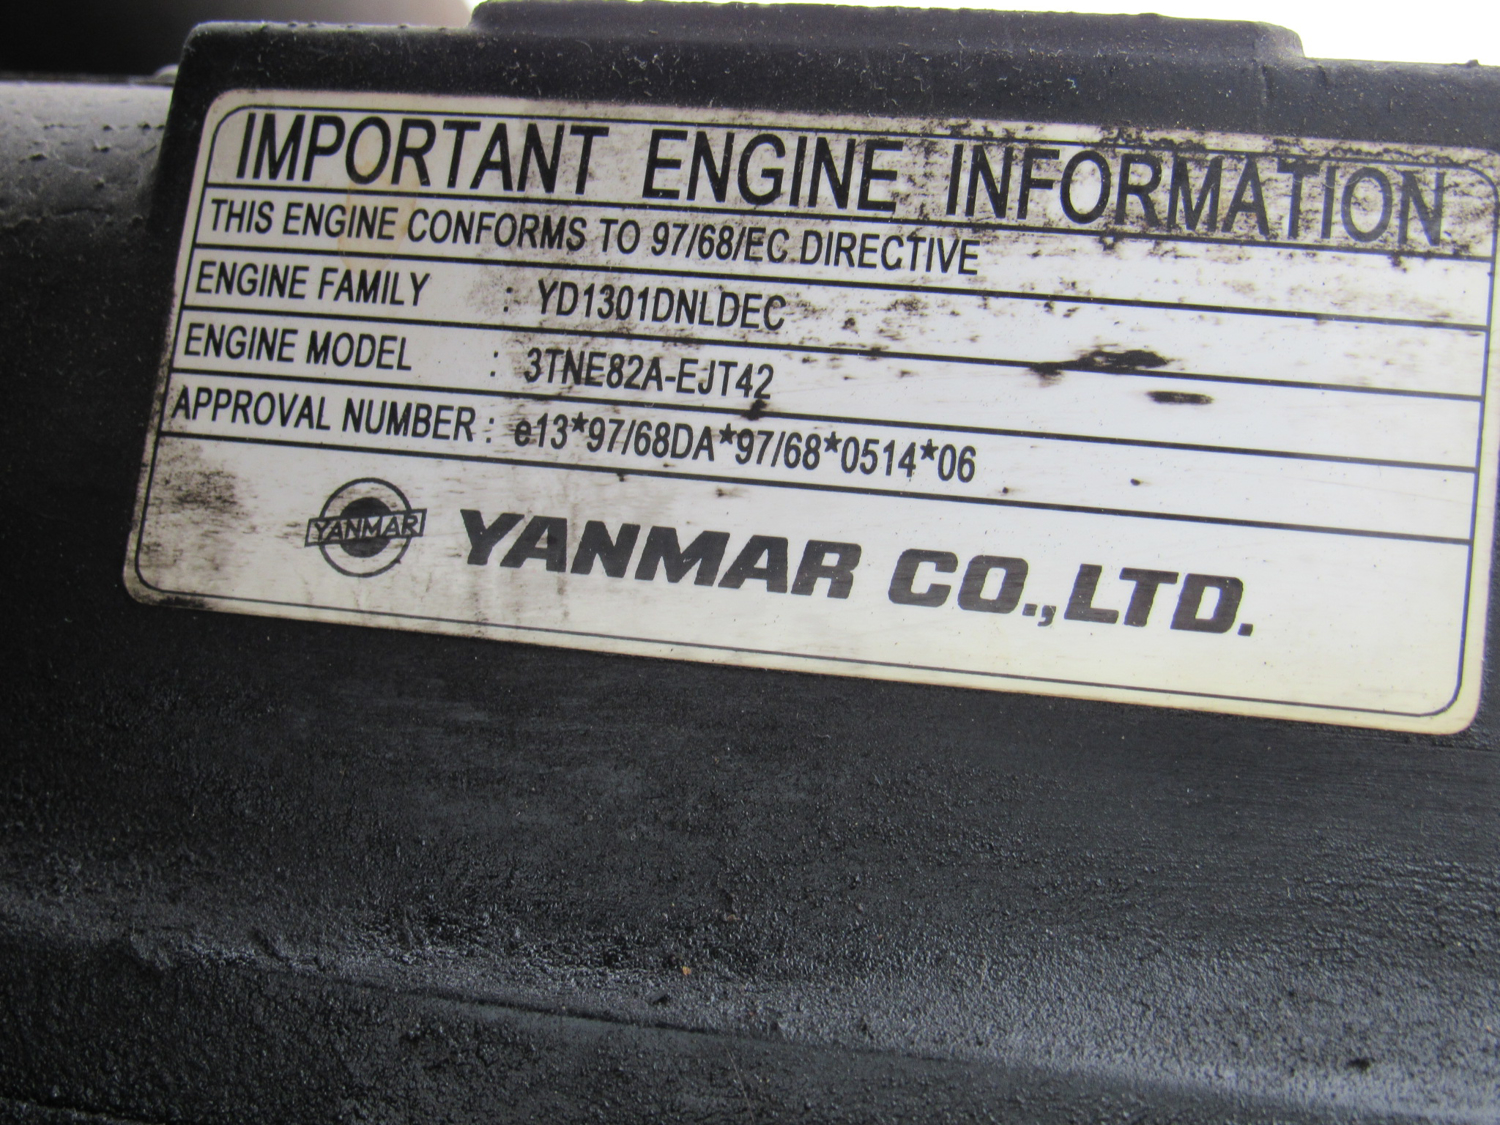 IMPORTANT ENGINE INFORMATION
THIS ENGINE CONFORMS TO 97/68/EC DIRECTIVE
ENGINE FAMILY : YD1301DNLDEC
ENGINE MODEL : 3TNE82A-EJT42
APPROVAL NUMBER : e13*97/68DA*97/68*0514*06
YANMAR YANMAR CO.,LTD.